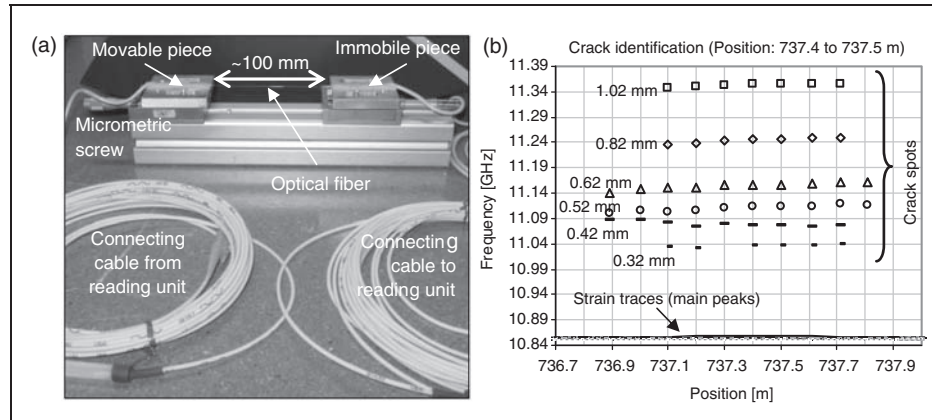 (a)
Movable piece
Immobile piece
~100 mm
Micrometric
screw
Optical fiber
Connecting
cable from
reading unit
Connecting
cable to
reading unit
(b)
Crack identification (Position: 737.4 to 737.5 m)
Frequency [GHz]
11.39
11.34
11.29
11.24
11.19
11.14
11.09
11.04
10.99
10.94
10.89
10.84
1.02 mm
0.82 mm
0.62 mm
0.52 mm
0.42 mm
0.32 mm
Crack spots
Strain traces (main peaks)
736.7 736.9 737.1 737.3 737.5 737.7 737.9
Position [m]